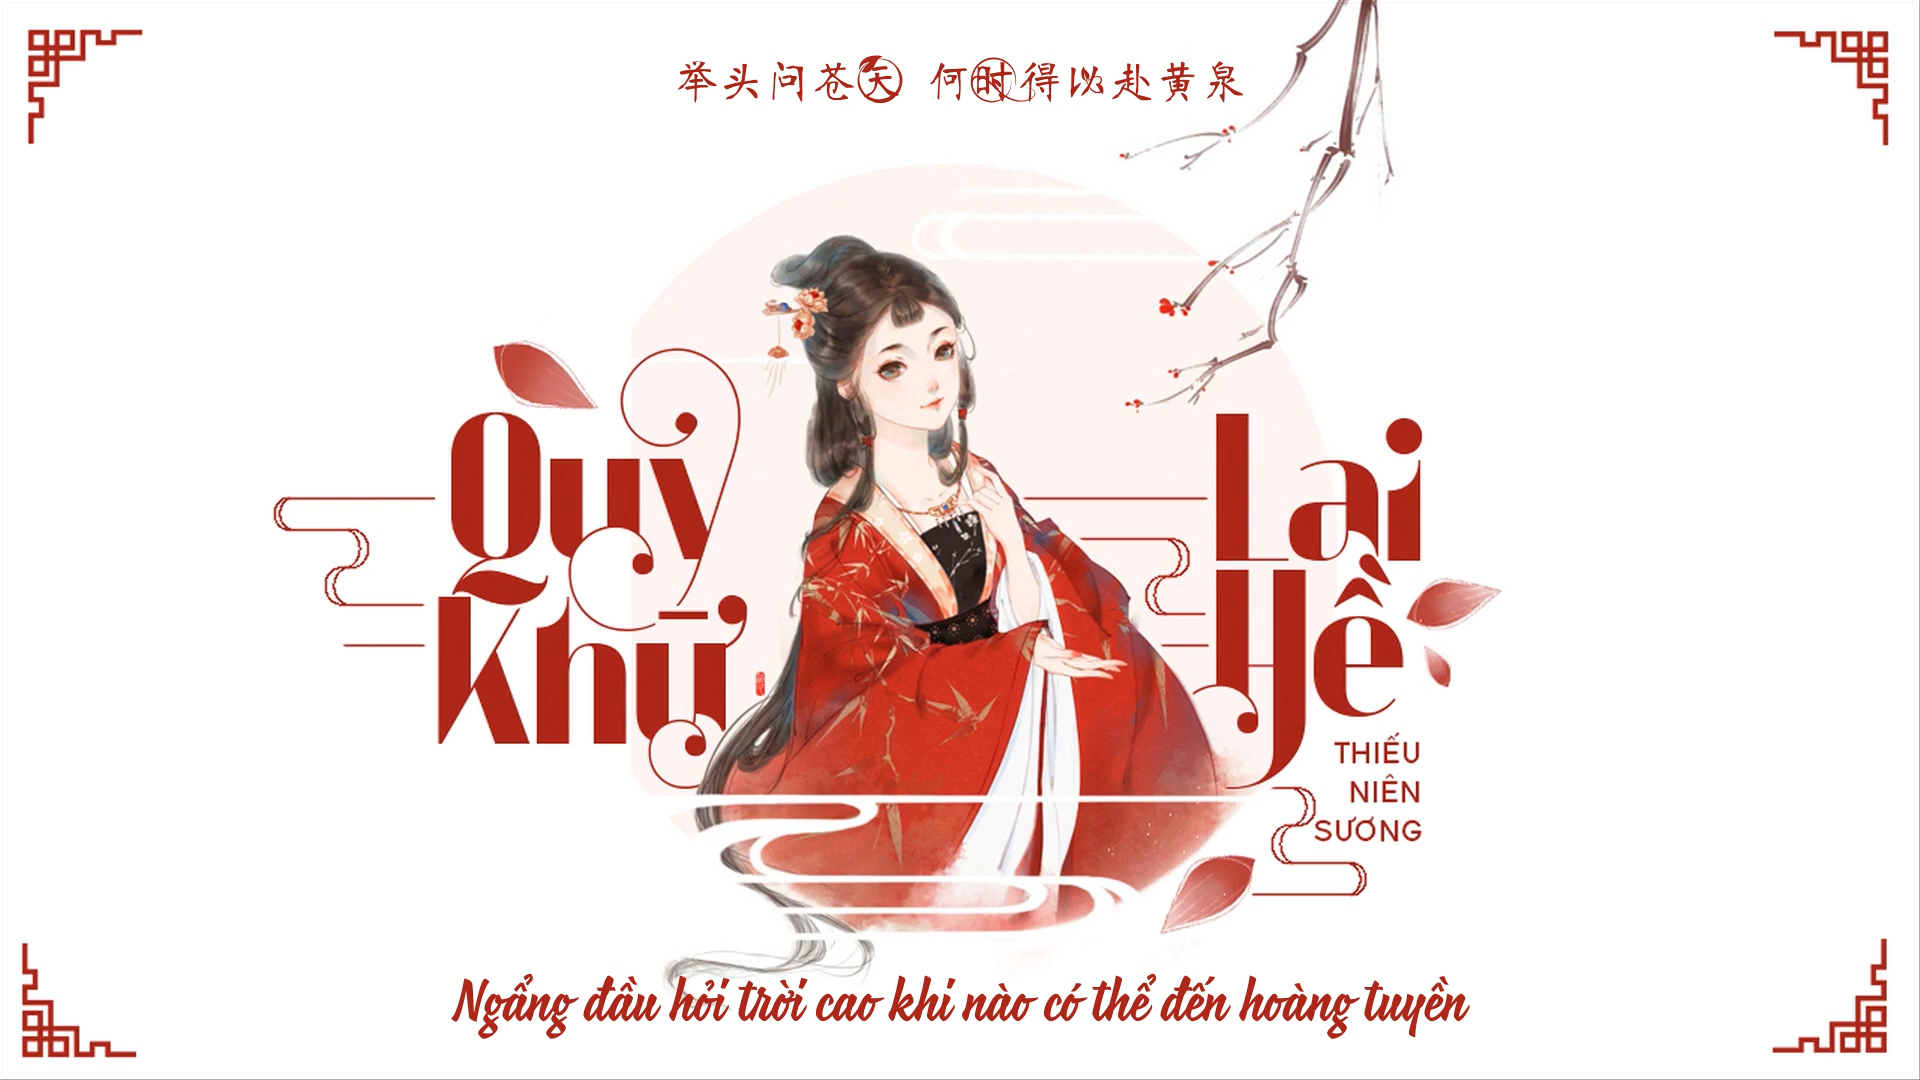 举头问苍天 何时得以赴黄泉
Quy
Khứ
Lai
Hề
THIẾU
NIÊN
SƯƠNG
Ngẩng đầu hỏi trời cao khi nào có thể đến hoàng tuyền